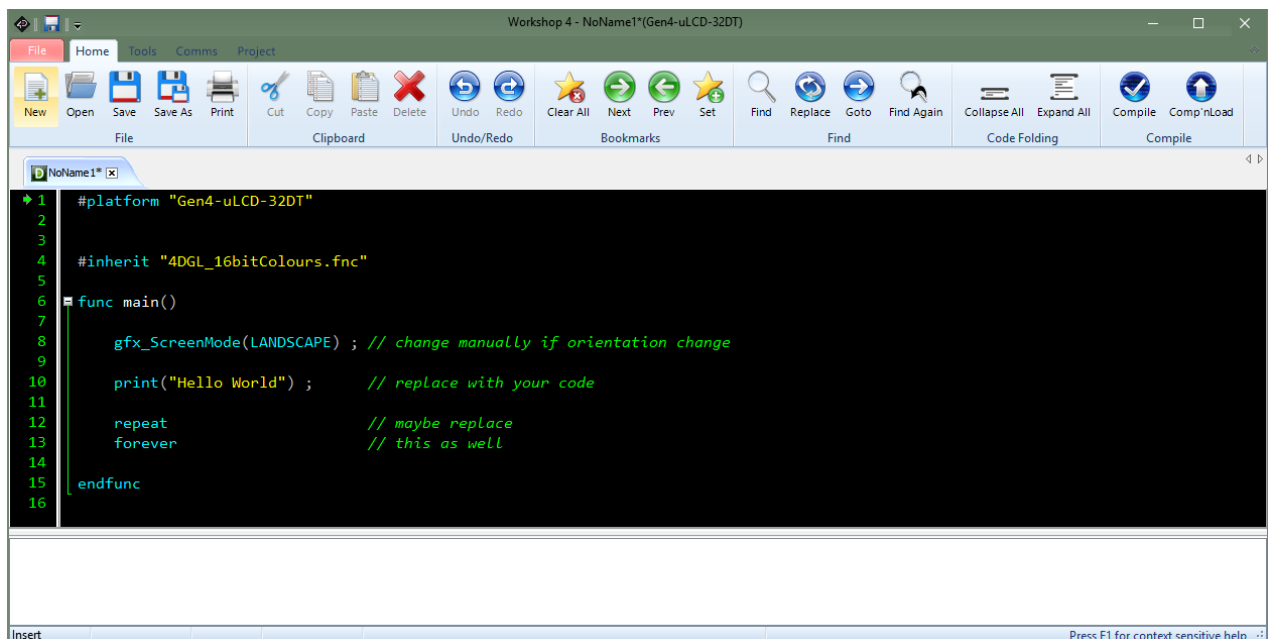 Workshop 4 - NoName1*(Gen4-uLCD-32DT)
File Home Tools Comms Project
New Open Save Save As Print Cut Copy Paste Delete Undo Redo Clear All Next Prev Set Find Replace Goto Find Again Collapse All Expand All Compile Comp'nLoad
File Clipboard Undo/Redo Bookmarks Find Code Folding Compile
NoName1*
1 #platform "Gen4-uLCD-32DT"
2
3
4 #inherit "4DGL_16bitColours.fnc"
5
6 func main()
7
8 gfx_ScreenMode(LANDSCAPE) ; // change manually if orientation change
9
10 print("Hello World") ; // replace with your code
11
12 repeat // maybe replace
13 forever // this as well
14
15 endfunc
16
Insert Press F1 for context sensitive help